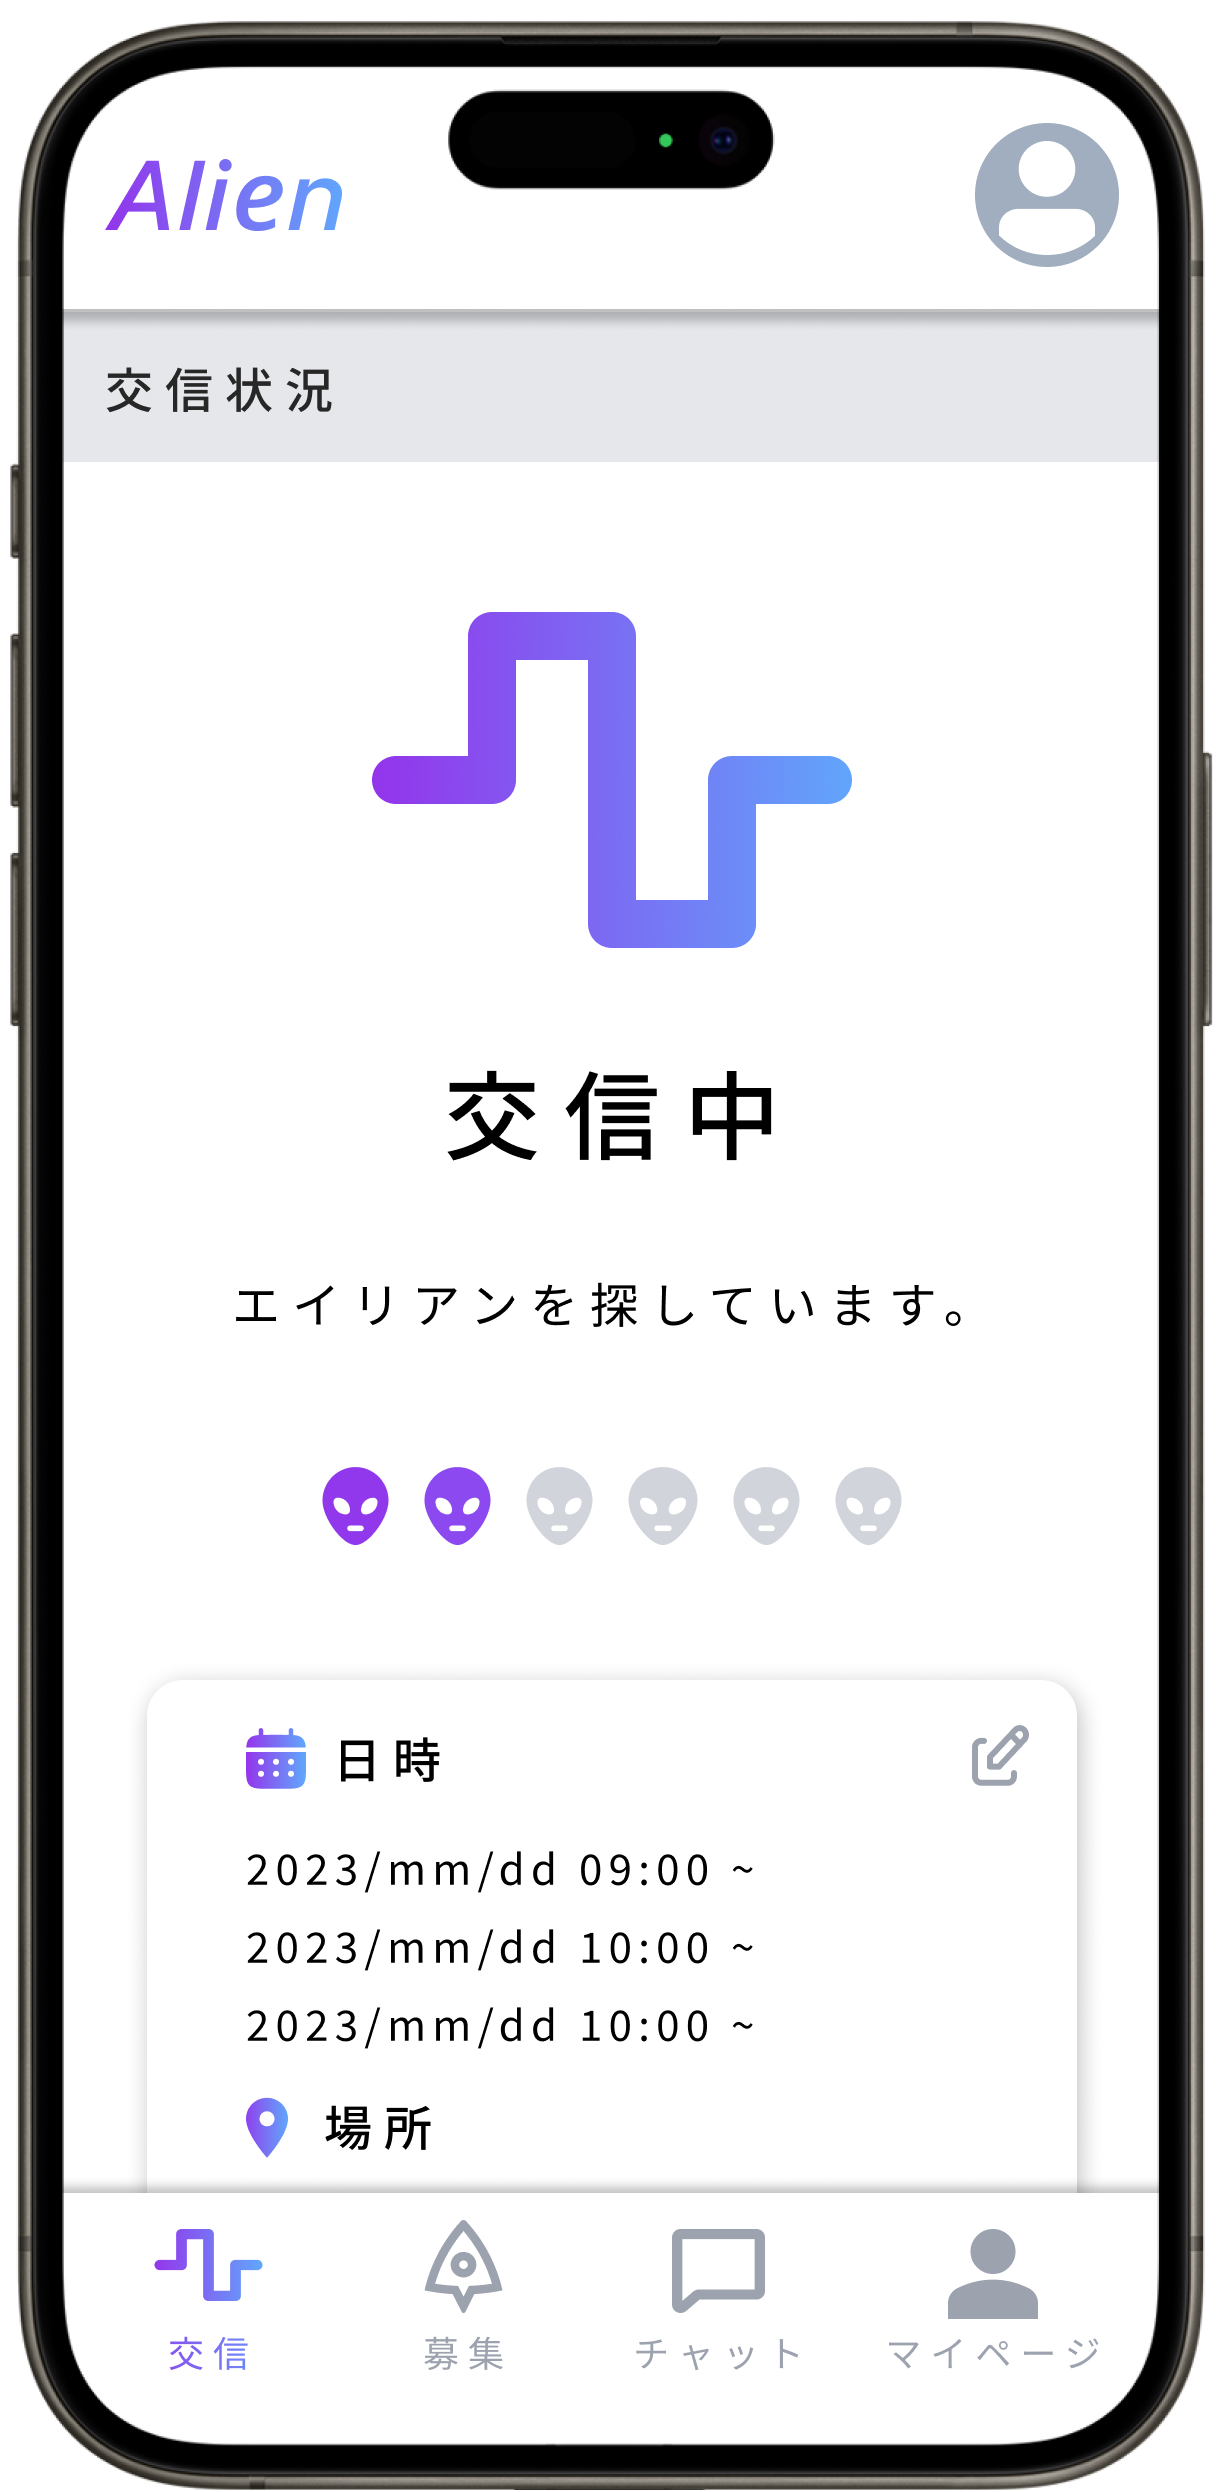 Alien
交信状況
交信中
エイリアンを探しています。
日時
2023/mm/dd 09:00 ~
2023/mm/dd 10:00 ~
2023/mm/dd 10:00 ~
場所
交信
募集
チャット
マイページ